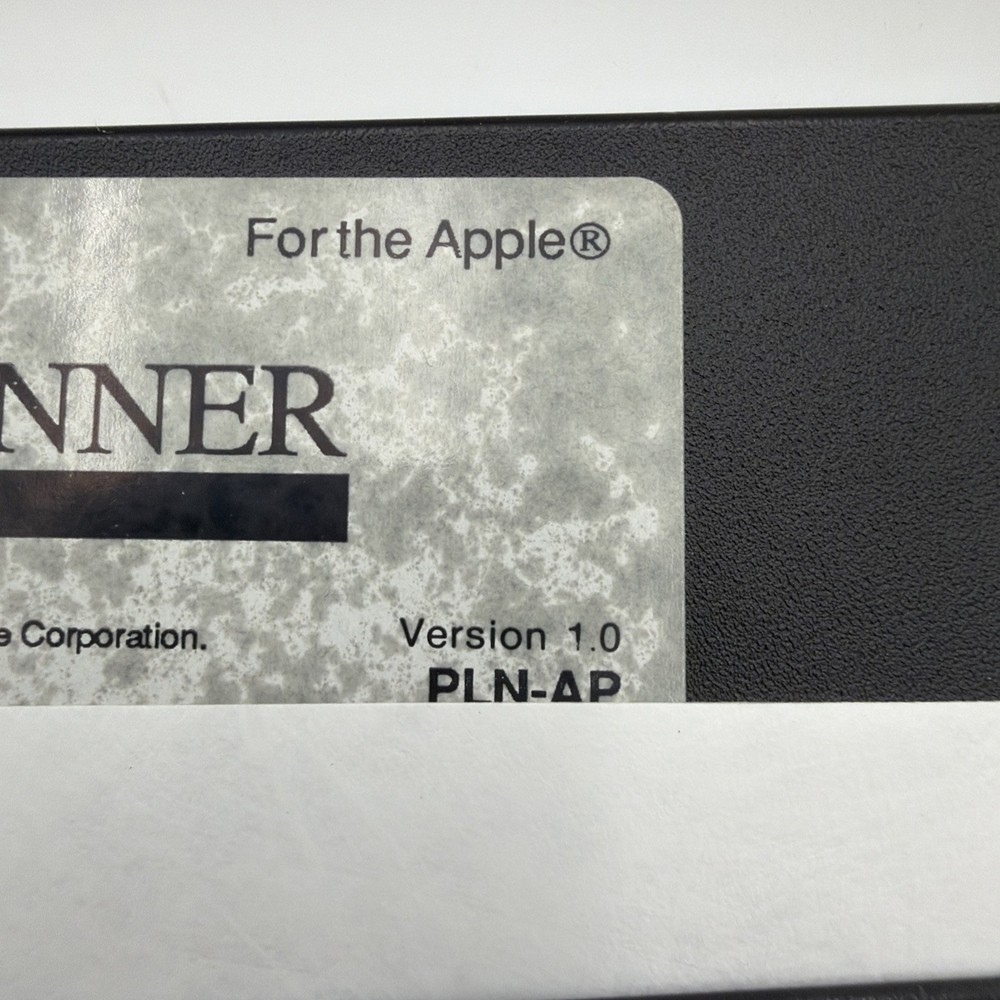 For the Apple®
NNER
e Corporation.
Version 1.0
PLN-AP